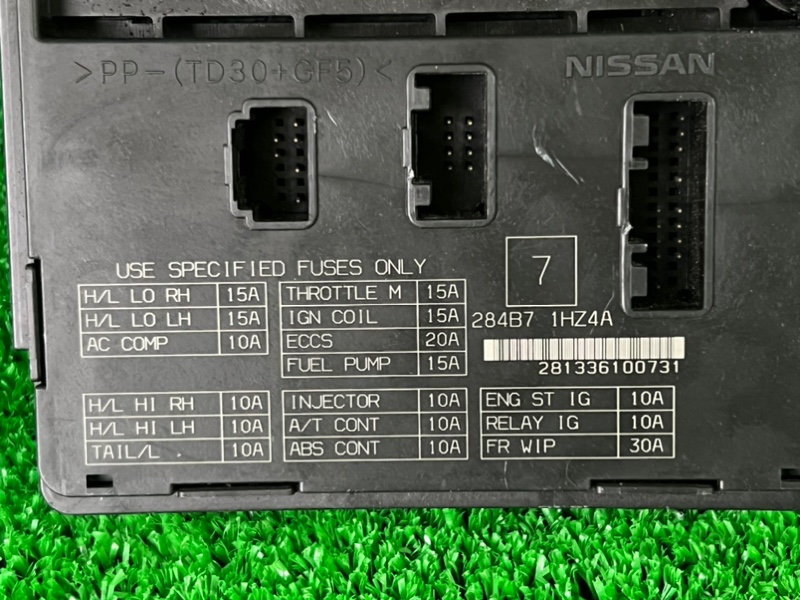 >PP-(TD30+GF5)<
NISSAN
USE SPECIFIED FUSES ONLY
7
H/L LO RH 15A
H/L LO LH 15A
AC COMP 10A
THROTTLE M 15A
IGN COIL 15A
ECCS 20A
FUEL PUMP 15A
284B7 1HZ4A
281336100731
H/L HI RH 10A
H/L HI LH 10A
TAIL/L . 10A
INJECTOR 10A
A/T CONT 10A
ABS CONT 10A
ENG ST IG 10A
RELAY IG 10A
FR WIP 30A